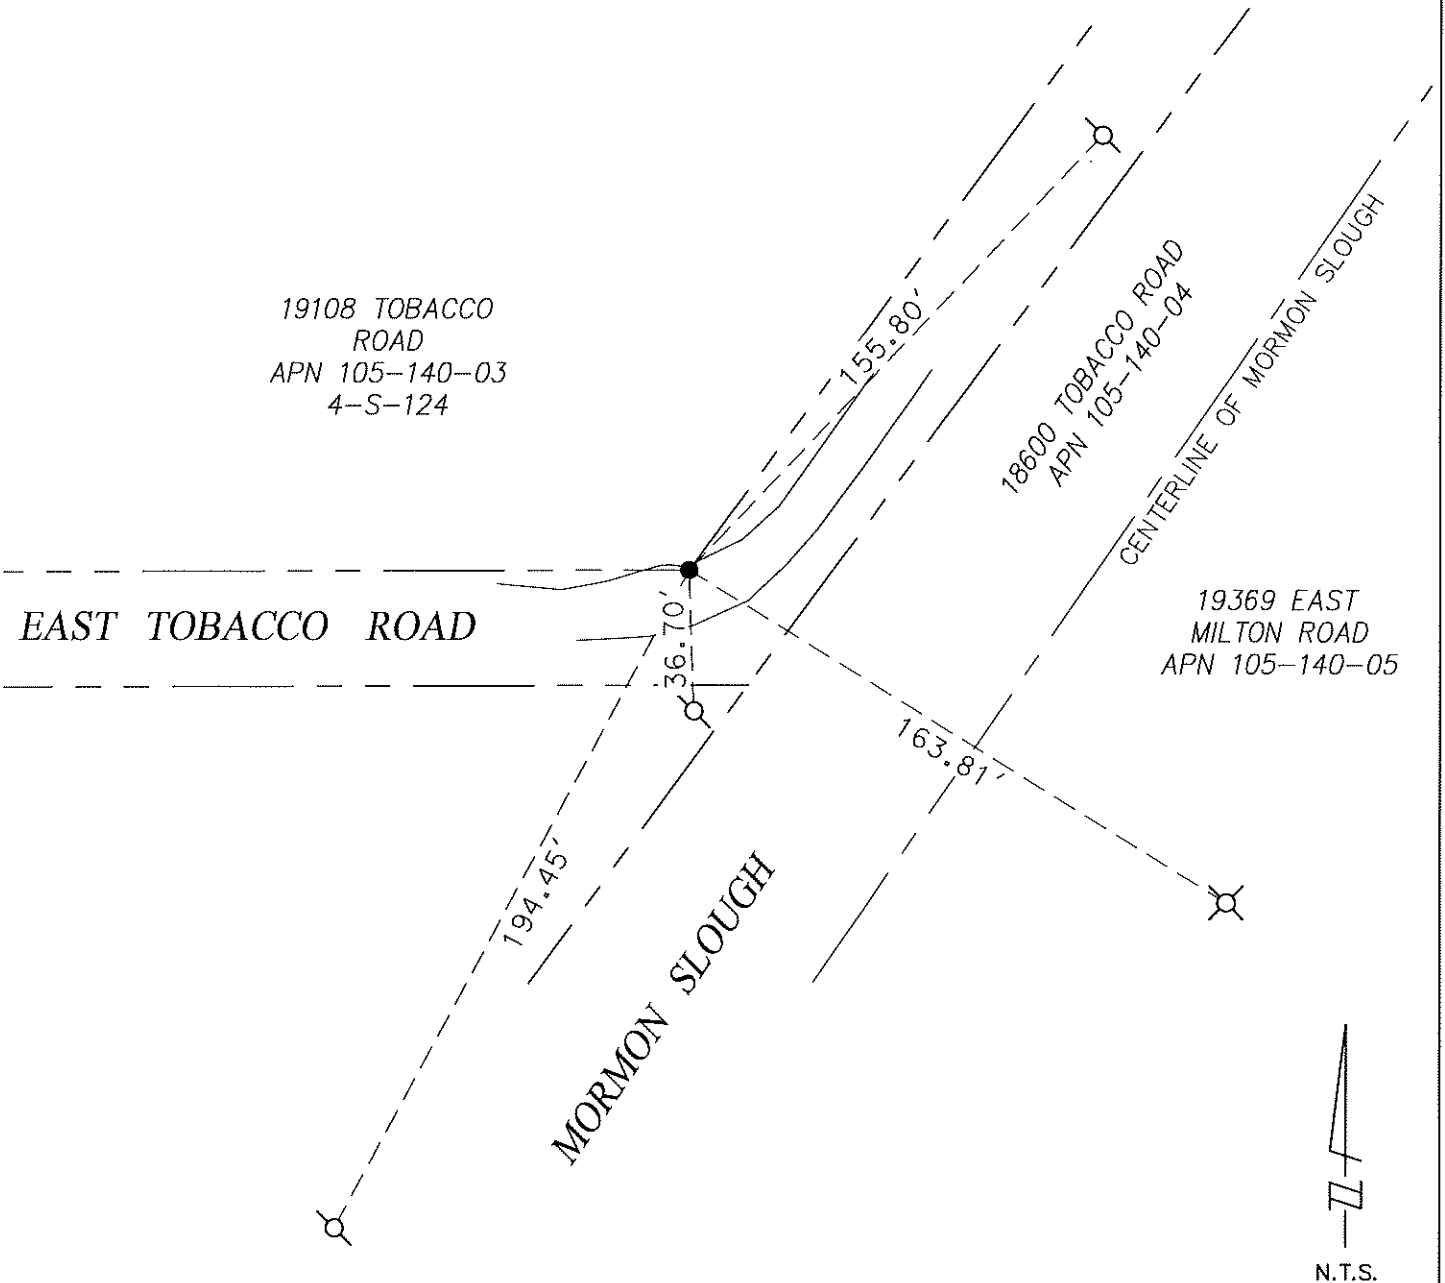 19108 TOBACCO
ROAD
APN 105-140-03
4-S-124
155.80'
18600 TOBACCO ROAD
APN 105-140-04
CENTERLINE OF MORMON SLOUGH
EAST TOBACCO ROAD
36.70'
19369 EAST
MILTON ROAD
APN 105-140-05
163.81'
194.45'
MORMON SLOUGH
N
N.T.S.